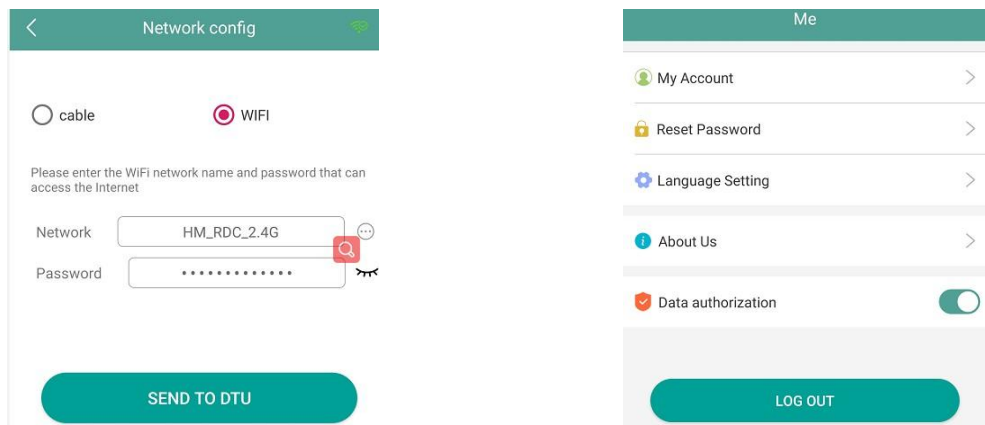 Network config
cable
WIFI
Please enter the WiFi network name and password that can
access the Internet
Network
HM_RDC_2.4G
Password
•••••••••••••
SEND TO DTU
Me
My Account
Reset Password
Language Setting
About Us
Data authorization
LOG OUT